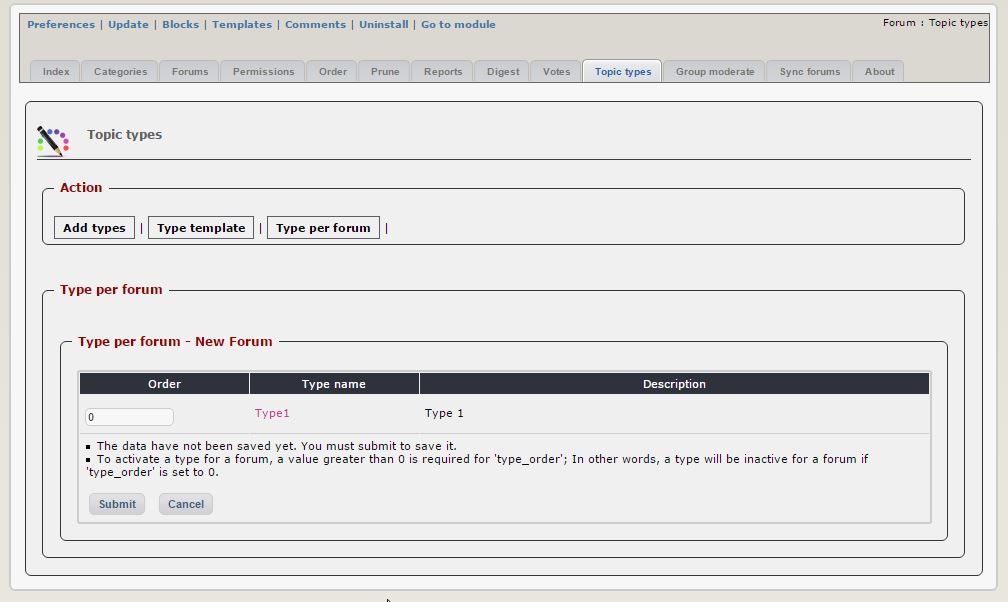 Preferences | Update | Blocks | Templates | Comments | Uninstall | Go to module
Forum : Topic types
Index Categories Forums Permissions Order Prune Reports Digest Votes Topic types Group moderate Sync forums About
Topic types
Action
Add types | Type template | Type per forum |
Type per forum
Type per forum - New Forum
Order Type name Description
0 Type1 Type 1
The data have not been saved yet. You must submit to save it.
To activate a type for a forum, a value greater than 0 is required for 'type_order'; In other words, a type will be inactive for a forum if
'type_order' is set to 0.
Submit Cancel